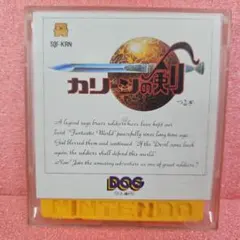 SQF-KRN
カリーンの剣
A legend says brave soldiers have kept out
land "Fantastic World" peacefully since long time ago.
God blessed them and continued "If the Devil come back
again the soldiers shall defend this world.
Now! Join the amazing adventure as one of great soldiers!
DOG
Nintendo